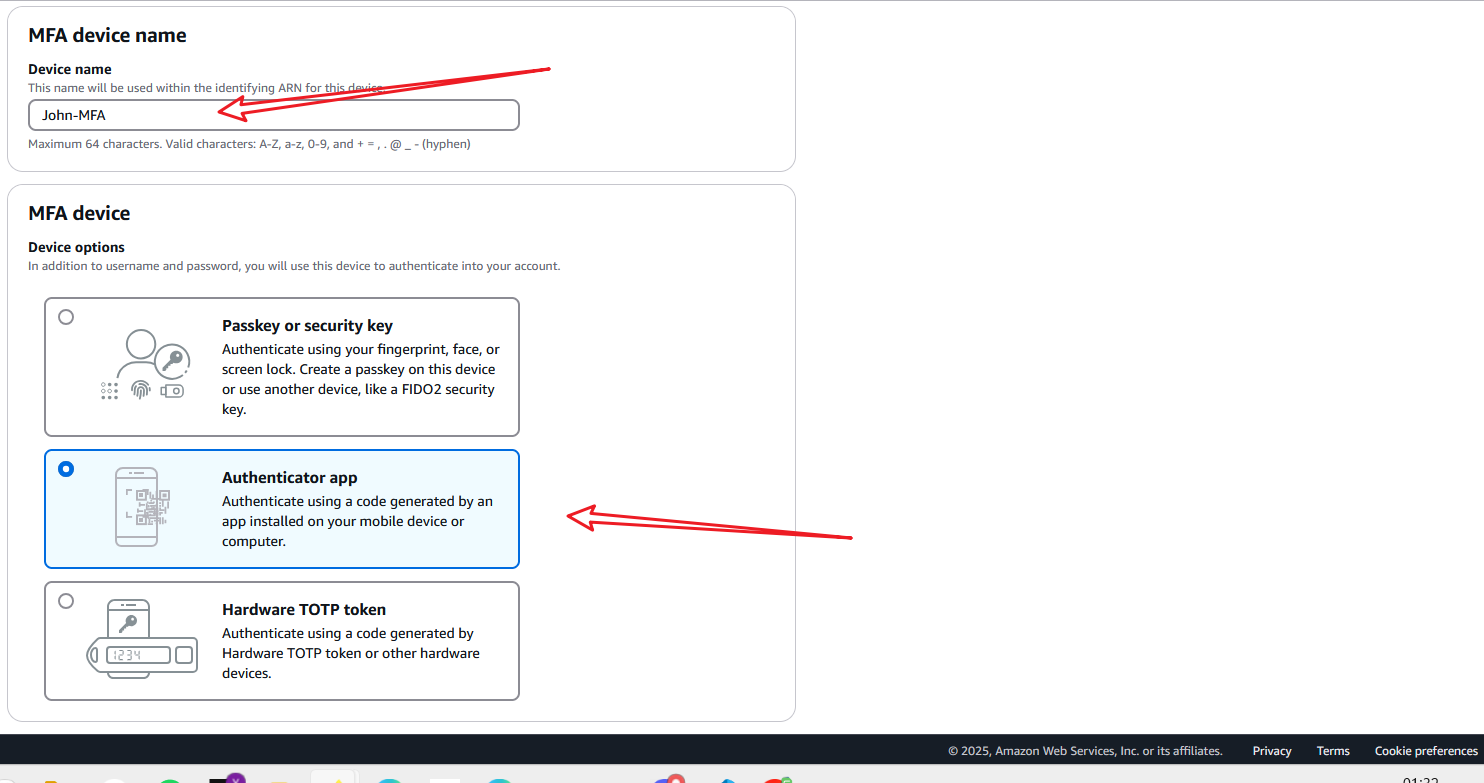 MFA device name
Device name
This name will be used within the identifying ARN for this device.
John-MFA
Maximum 64 characters. Valid characters: A-Z, a-z, 0-9, and + = , . @ _ - (hyphen)
MFA device
Device options
In addition to username and password, you will use this device to authenticate into your account.
Passkey or security key
Authenticate using your fingerprint, face, or
screen lock. Create a passkey on this device
or use another device, like a FIDO2 security
key.
Authenticator app
Authenticate using a code generated by an
app installed on your mobile device or
computer.
Hardware TOTP token
Authenticate using a code generated by
Hardware TOTP token or other hardware
devices.
1234
© 2025, Amazon Web Services, Inc. or its affiliates. Privacy Terms Cookie preferences